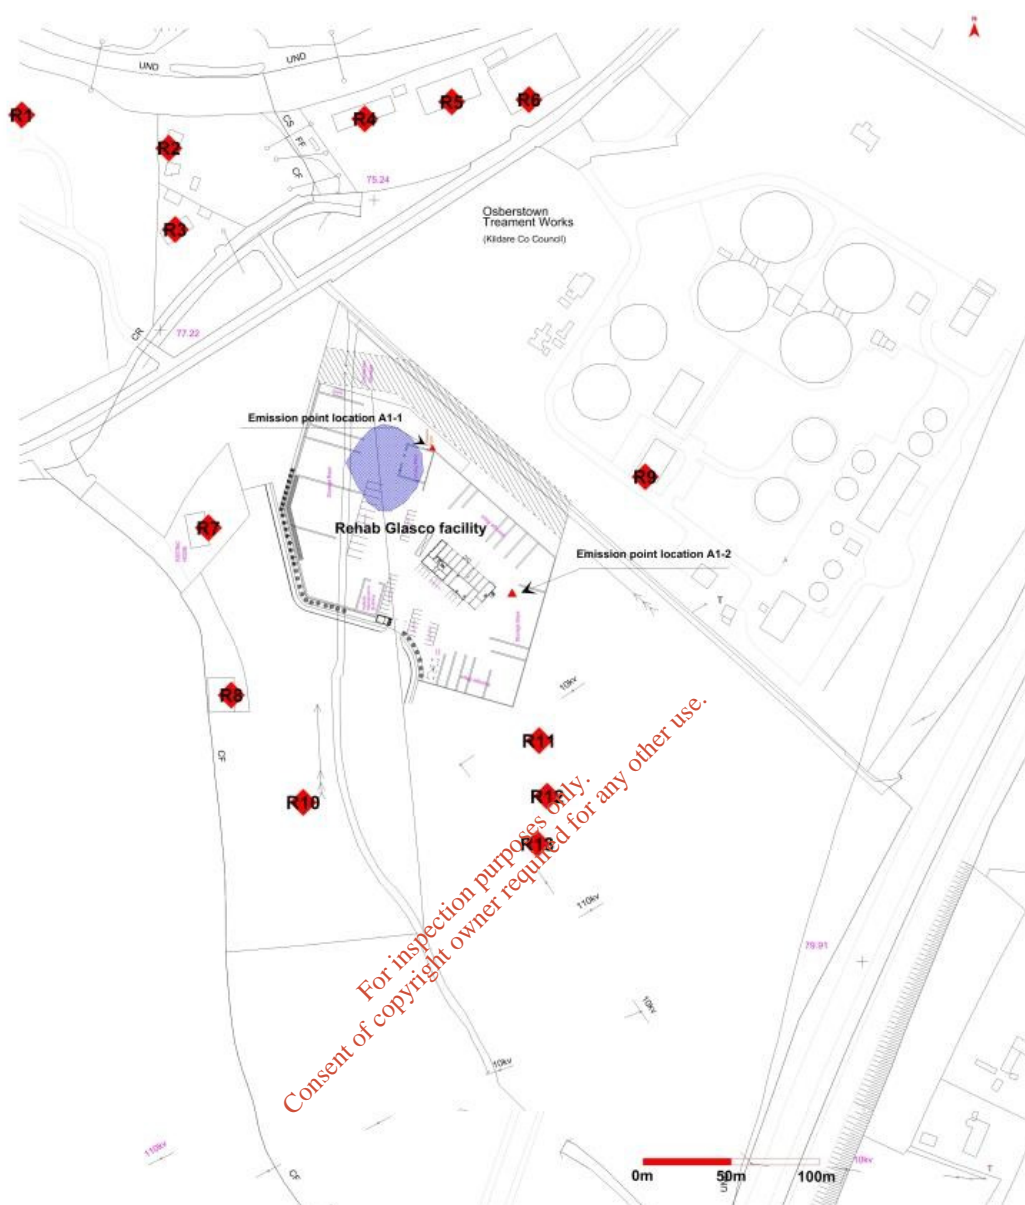 N
UND
UND
R1
R2
R3
R4
R5
R6
CS
FF
CF
75.24
Osberstown
Treament Works
(Kildare Co Council)
CR
77.22
Emission point location A1-1
R9
Rehab Glasco facility
R7
Emission point location A1-2
T
R8
CF
10kv
R11
R10
R12
R13
110kv
For inspection purposes only.
Consent of copyright owner required for any other use.
79.91
10kv
10kv
110kv
CF
10kv
T
0m
50m
100m